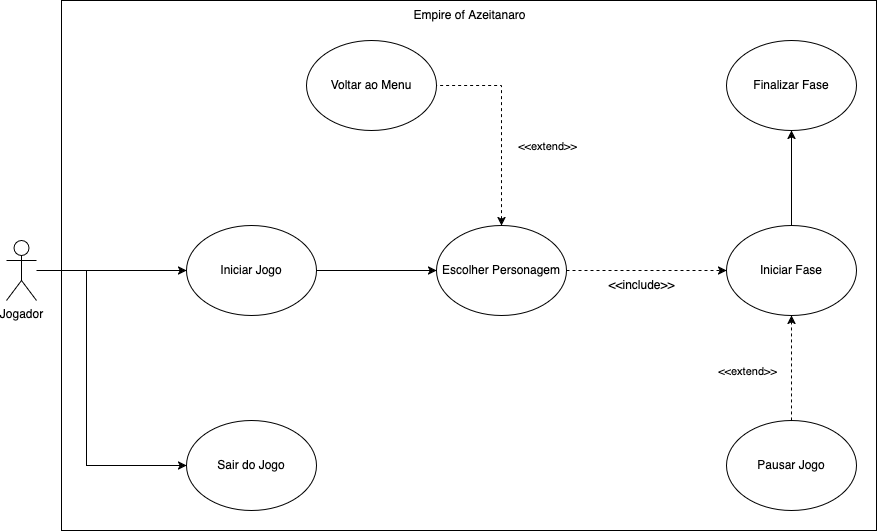 Empire of Azeitanaro
Voltar ao Menu
Finalizar Fase
<<extend>>
Jogador
Iniciar Jogo
Escolher Personagem
<<include>>
Iniciar Fase
<<extend>>
Sair do Jogo
Pausar Jogo